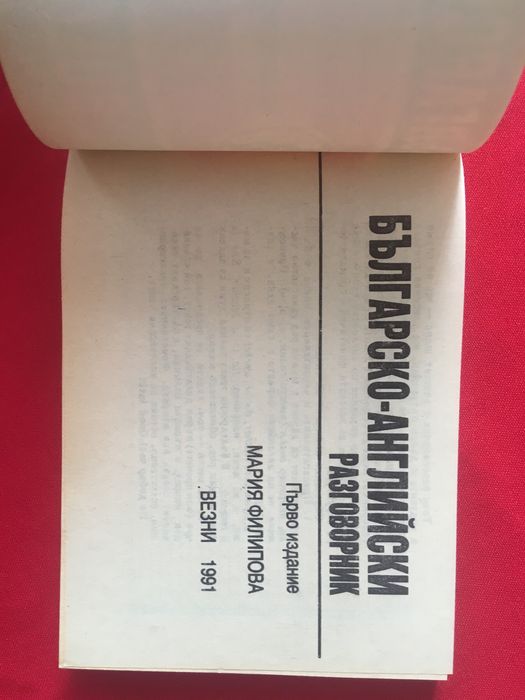 БЪЛГАРСКО-АНГЛИЙСКИ
РАЗГОВОРНИК
Първо издание
МАРИЯ ФИЛИПОВА
ВЕЗНИ 1991